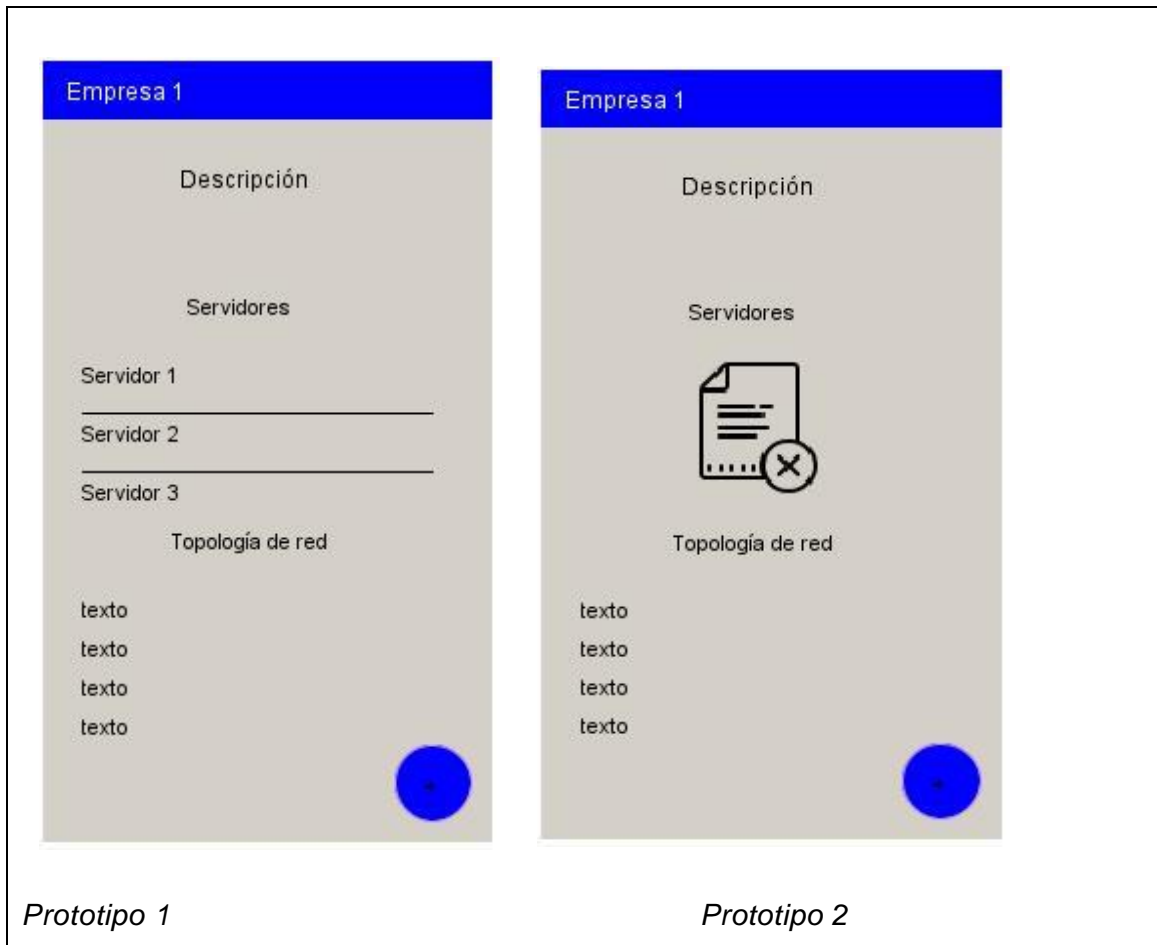 Empresa 1
Descripción
Servidores
Servidor 1
Servidor 2
Servidor 3
Topología de red
texto
texto
texto
texto
Empresa 1
Descripción
Servidores
Topología de red
texto
texto
texto
texto
Prototipo 1
Prototipo 2